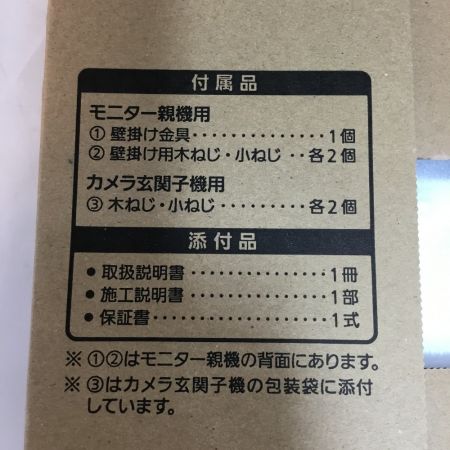 付属品
モニター親機用
① 壁掛け金具・・・・・・・・・・・・・・1個
② 壁掛け用木ねじ・小ねじ ・・各2個
カメラ玄関子機用
③ 木ねじ・小ねじ・・・・・・・・・各2個
添付品
● 取扱説明書・・・・・・・・・・・・・・1冊
● 施工説明書・・・・・・・・・・・・・・1部
● 保証書・・・・・・・・・・・・・・・・・・1式
※ ①②はモニター親機の背面にあります。
※ ③はカメラ玄関子機の包装袋に添付
しています。